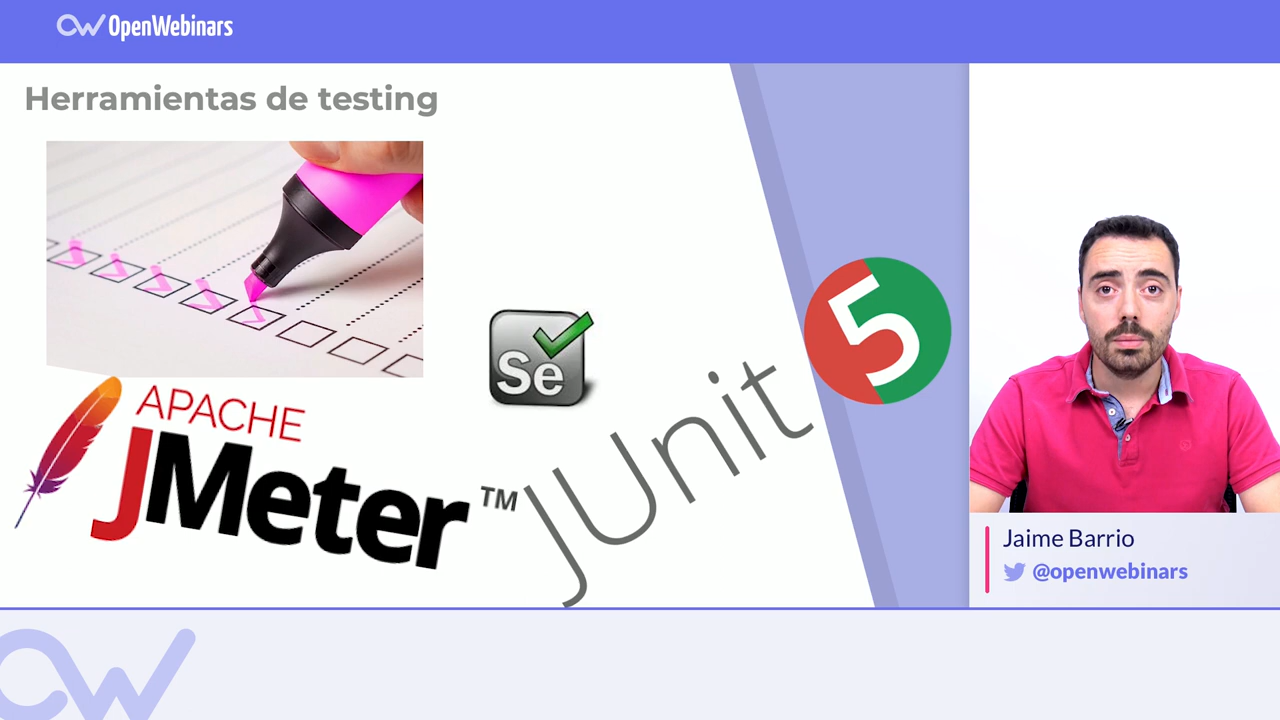 OpenWebinars
Herramientas de testing
Se
APACHE
JMeter™
JUnit 5
Jaime Barrio
@openwebinars